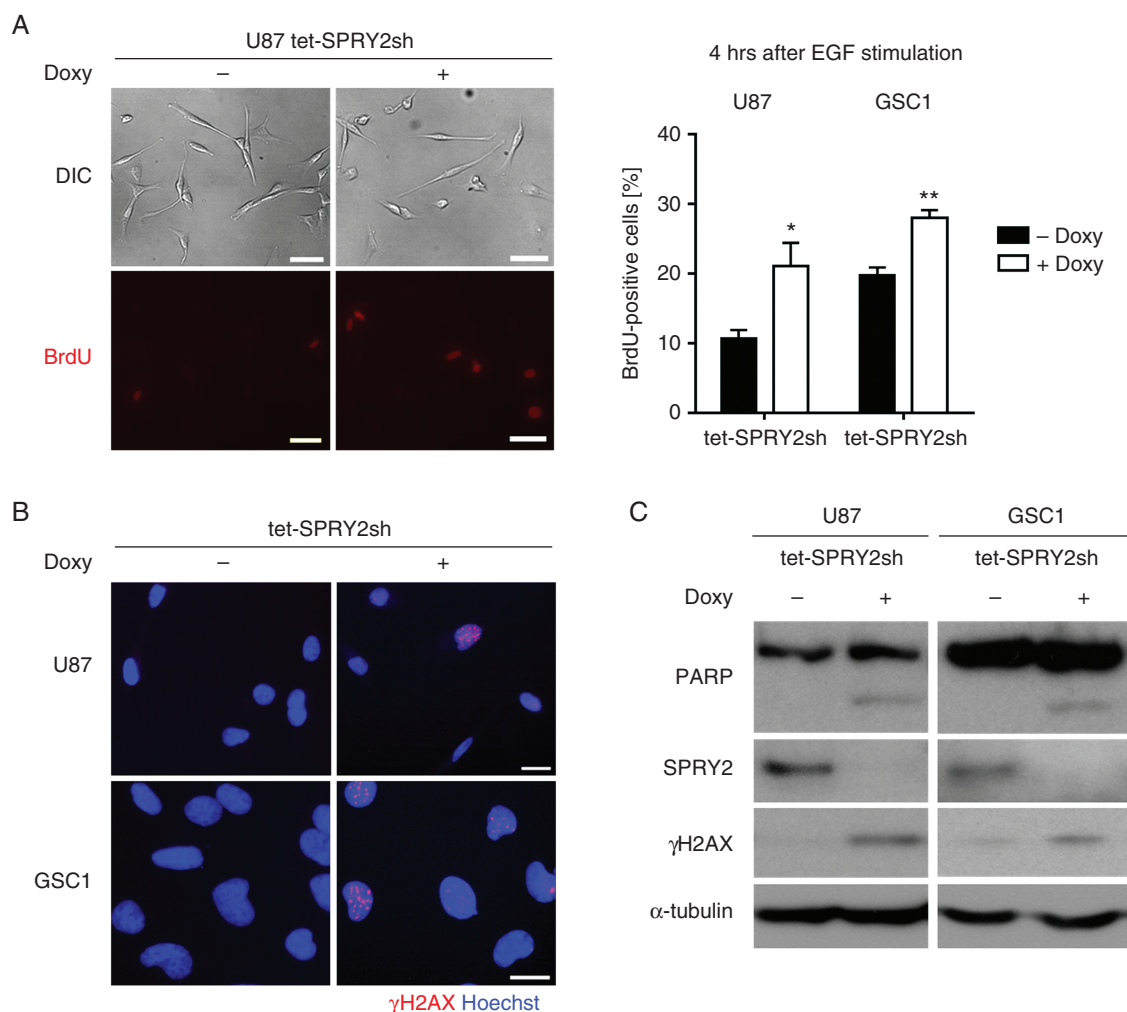 A
U87 tet-SPRY2sh
Doxy – +
DIC
BrdU
4 hrs after EGF stimulation
U87 GSC1
BrdU-positive cells [%]
40
30
20
10
0
* **
tet-SPRY2sh tet-SPRY2sh
– Doxy
+ Doxy
B
tet-SPRY2sh
Doxy – +
U87
GSC1
γH2AX Hoechst
C
U87 GSC1
tet-SPRY2sh tet-SPRY2sh
Doxy – + – +
PARP
SPRY2
γH2AX
α-tubulin